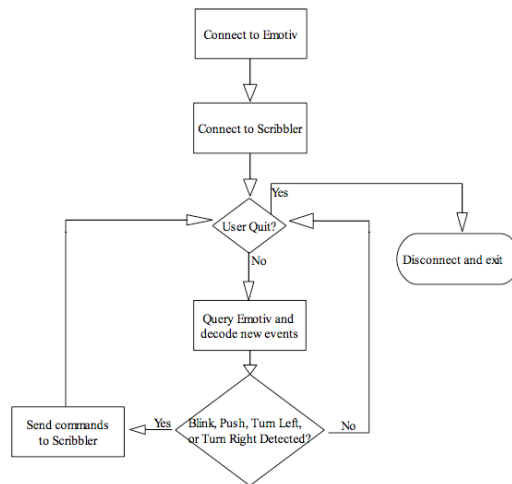 Connect to Emotiv
Connect to Scribbler
Yes
User Quit?
Disconnect and exit
No
Query Emotiv and
decode new events
Send commands
to Scribbler
Yes
Blink, Push, Turn Left,
or Turn Right Detected?
No